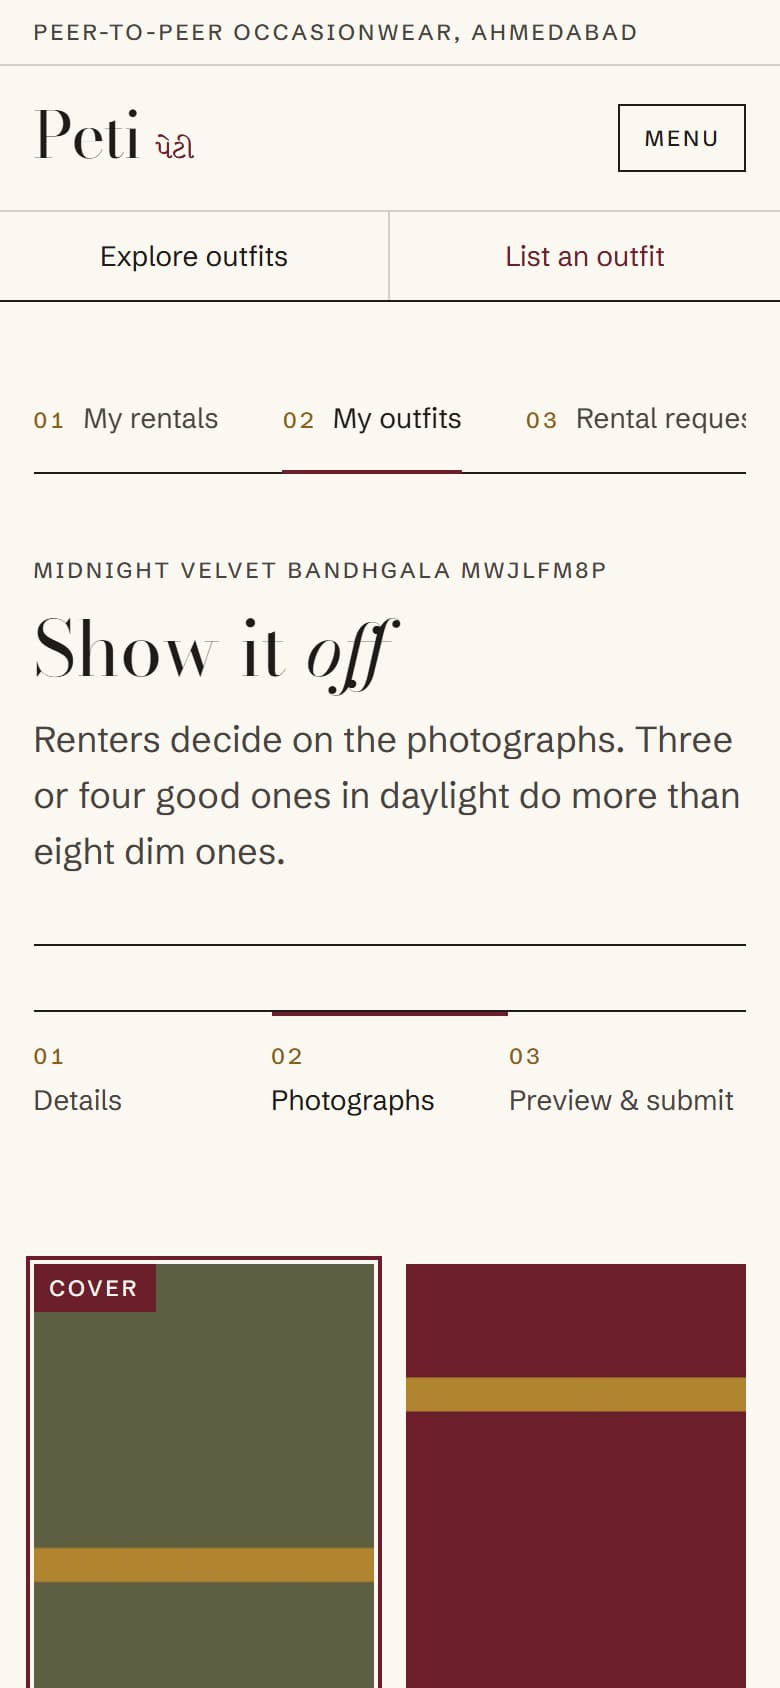 PEER-TO-PEER OCCASIONWEAR, AHMEDABAD
Peti પેટી
MENU
Explore outfits
List an outfit
01 My rentals
02 My outfits
03 Rental reques
MIDNIGHT VELVET BANDHGALA MWJLFM8P
Show it off
Renters decide on the photographs. Three
or four good ones in daylight do more than
eight dim ones.
01
Details
02
Photographs
03
Preview & submit
COVER